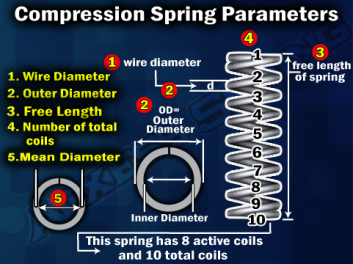 Compression Spring Parameters
1. Wire Diameter
2. Outer Diameter
3. Free Length
4. Number of total
coils
5.Mean Diameter
1 wire diameter
2
d
2 OD=
Outer
Diameter
Inner Diameter
5
4
3
free length
of spring
1
2
3
4
5
6
7
8
9
10
This spring has 8 active coils
and 10 total coils